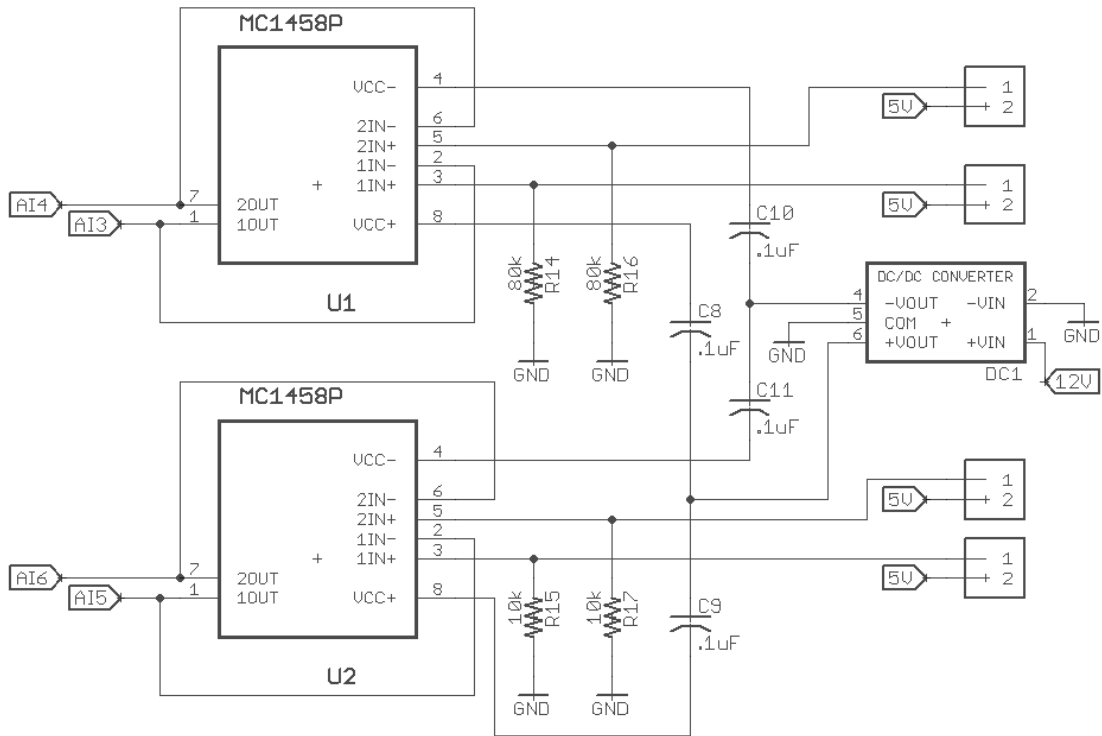 MC1458P
VCC- 4
2IN- 6
2IN+ 5
1IN- 2
1IN+ 3
VCC+ 8
AI4 7 2OUT
AI3 1 1OUT
U1
1
5V 2
1
5V 2
C10
.1uF
80k R14
80k R16
GND
GND
C8
.1uF
DC/DC CONVERTER
4 -VOUT -VIN 2
5 COM
6 +VOUT +VIN 1
GND
GND
DC1
12V
C11
.1uF
MC1458P
VCC- 4
2IN- 6
2IN+ 5
1IN- 2
1IN+ 3
VCC+ 8
AI6 7 2OUT
AI5 1 1OUT
U2
1
5V 2
1
5V 2
10k R15
10k R17
GND
GND
C9
.1uF